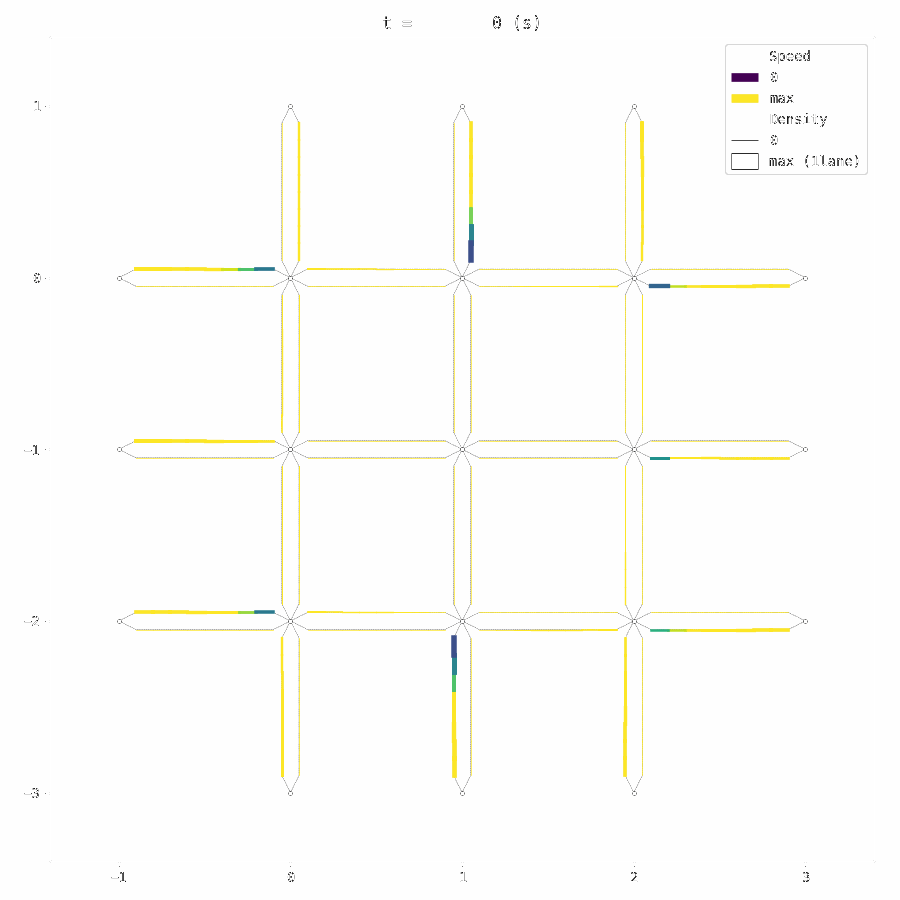 t =          0 (s)
Speed
0
max
Density
0
max (1lane)
1
0
−1
−2
−3
−1 0 1 2 3